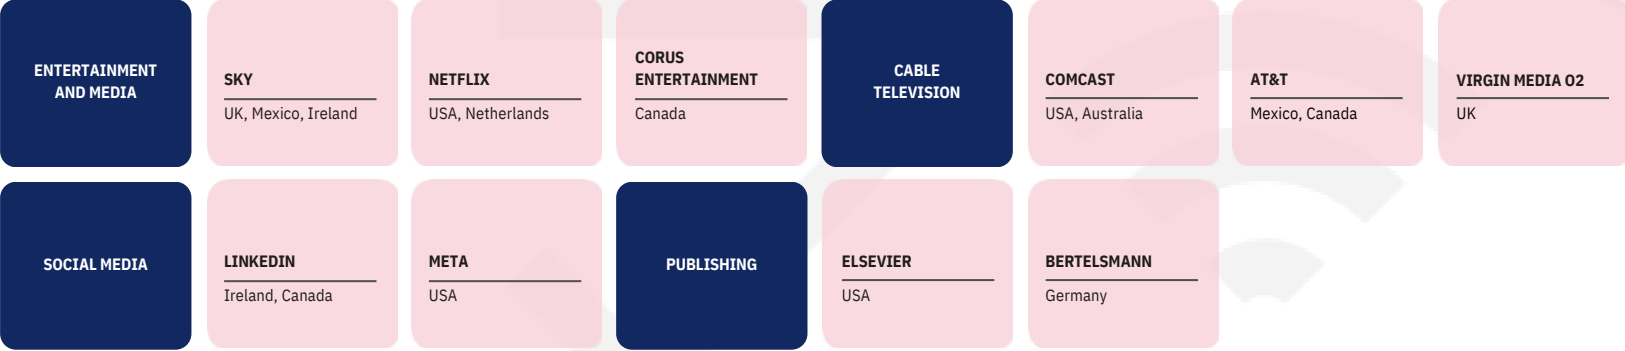 ENTERTAINMENT
AND MEDIA
SKY
UK, Mexico, Ireland
NETFLIX
USA, Netherlands
CORUS
ENTERTAINMENT
Canada
CABLE
TELEVISION
COMCAST
USA, Australia
AT&T
Mexico, Canada
VIRGIN MEDIA O2
UK
SOCIAL MEDIA
LINKEDIN
Ireland, Canada
META
USA
PUBLISHING
ELSEVIER
USA
BERTELSMANN
Germany